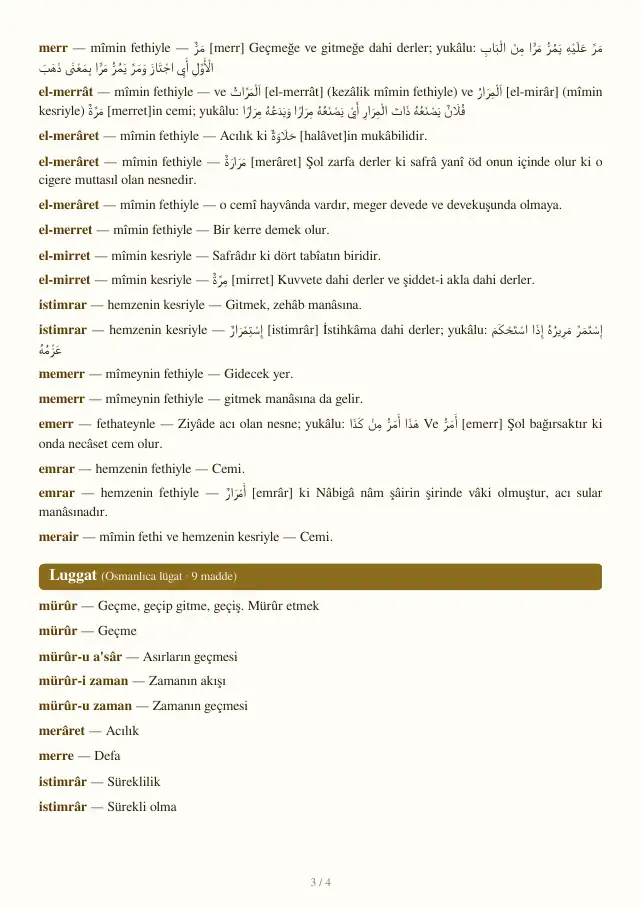 merr — mîmin fethiyle — مَرٌّ [merr] Geçmeğe ve gitmeğe dahi derler; yukâlu: مَرَّ عَلَيْهِ يَمُرُّ مَرًّا مِنَ الْبَابِ
الْأَوَّلِ أَيِ اجْتَازَ وَمَرَّ يَمُرُّ مَرًّا بِمَعْنَى ذَهَبَ
el-merrât — mîmin fethiyle — ve اَلْمَرَّاتُ [el-merrât] (kezâlik mîmin fethiyle) ve اَلْمِرَارُ [el-mirâr] (mîmin
kesriyle) مَرَّةٌ [merret]in cemi; yukâlu: فُلَانٌ يَصْنَعُهُ ذَاتَ الْمِرَارِ أَيْ يَصْنَعُهُ مِرَارًا وَيَدَعُهُ مِرَارًا
el-merâret — mîmin fethiyle — Acılık ki حَلَاوَةٌ [halâvet]in mukâbilidir.
el-merâret — mîmin fethiyle — مَرَارَةٌ [merâret] Şol zarfa derler ki safrâ yanî öd onun içinde olur ki o
cigere muttasıl olan nesnedir.
el-merâret — mîmin fethiyle — o cemî hayvânda vardır, meger devede ve devekuşunda olmaya.
el-merret — mîmin fethiyle — Bir kerre demek olur.
el-mirret — mîmin kesriyle — Safrâdır ki dört tabîatın biridir.
el-mirret — mîmin kesriyle — مِرَّةٌ [mirret] Kuvvete dahi derler ve şiddet-i akla dahi derler.
istimrar — hemzenin kesriyle — Gitmek, zehâb manâsına.
istimrar — hemzenin kesriyle — إِسْتِمْرَارٌ [istimrâr] İstihkâma dahi derler; yukâlu: إِسْتَمَرَّ مَرِيرُهُ إِذَا اسْتَحْكَمَ
عَزْمُهُ
memerr — mîmeynin fethiyle — Gidecek yer.
memerr — mîmeynin fethiyle — gitmek manâsına da gelir.
emerr — fethateynle — Ziyâde acı olan nesne; yukâlu: هَذَا أَمَرُّ مِنْ كَذَا Ve أَمَرُّ [emerr] Şol bağırsaktır ki
onda necâset cem olur.
emrar — hemzenin fethiyle — Cemi.
emrar — hemzenin fethiyle — أَمْرَارٌ [emrâr] ki Nâbigâ nâm şâirin şirinde vâki olmuştur, acı sular
manâsınadır.
merair — mîmin fethi ve hemzenin kesriyle — Cemi.
Luggat (Osmanlıca lügat · 9 madde)
mürûr — Geçme, geçip gitme, geçiş. Mürûr etmek
mürûr — Geçme
mürûr-u a'sâr — Asırların geçmesi
mürûr-i zaman — Zamanın akışı
mürûr-u zaman — Zamanın geçmesi
merâret — Acılık
merre — Defa
istimrâr — Süreklilik
istimrâr — Sürekli olma
3 / 4